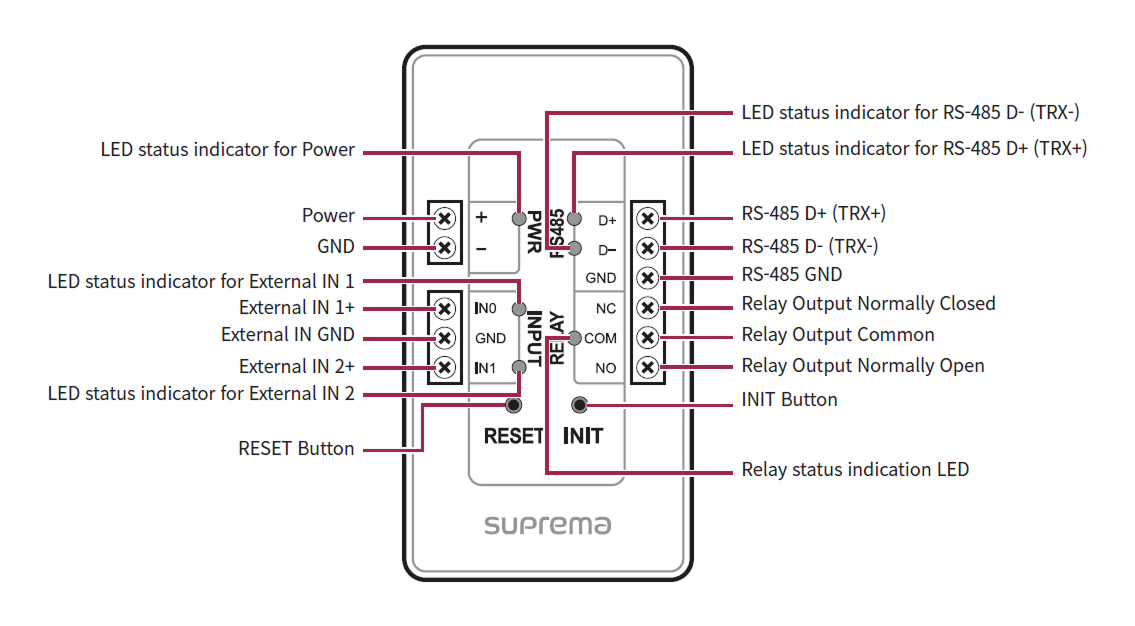 LED status indicator for RS-485 D- (TRX-)
LED status indicator for Power
LED status indicator for RS-485 D+ (TRX+)
Power
GND
LED status indicator for External IN 1
External IN 1+
External IN GND
External IN 2+
LED status indicator for External IN 2
RESET Button
+
−
PWR
RS485
D+
D−
GND
IN0
GND
IN1
INPUT
RELAY
NC
COM
NO
RESET
INIT
suprema
RS-485 D+ (TRX+)
RS-485 D- (TRX-)
RS-485 GND
Relay Output Normally Closed
Relay Output Common
Relay Output Normally Open
INIT Button
Relay status indication LED